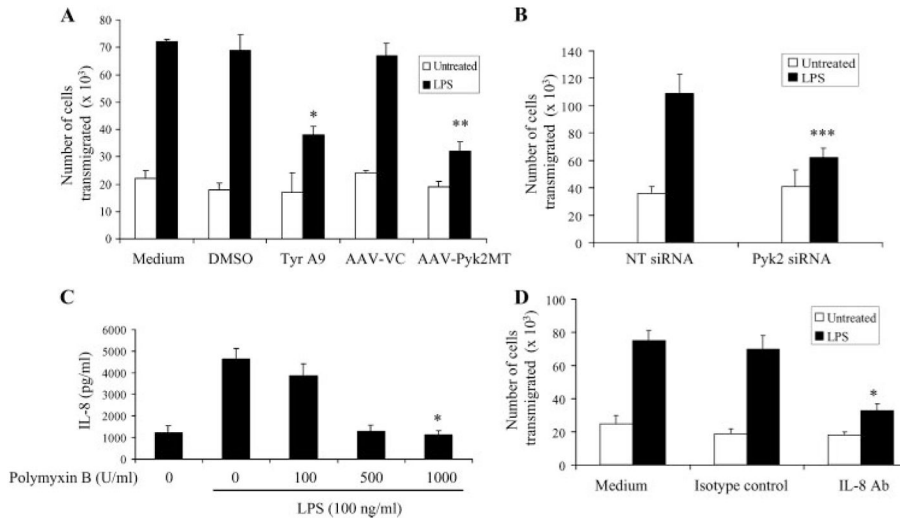 A
80
70
60
50
40
30
20
10
0
Number of cells
transmigrated (x 10³)
Untreated
LPS
*
**
Medium
DMSO
Tyr A9
AAV-VC
AAV-Pyk2MT
B
140
120
100
80
60
40
20
0
Number of cells
transmigrated (x 10³)
Untreated
LPS
***
NT siRNA
Pyk2 siRNA
C
6000
5000
4000
3000
2000
1000
0
IL-8 (pg/ml)
*
Polymyxin B (U/ml) 0 0 100 500 1000
LPS (100 ng/ml)
D
100
80
60
40
20
0
Number of cells
transmigrated (x 10³)
Untreated
LPS
*
Medium
Isotype control
IL-8 Ab